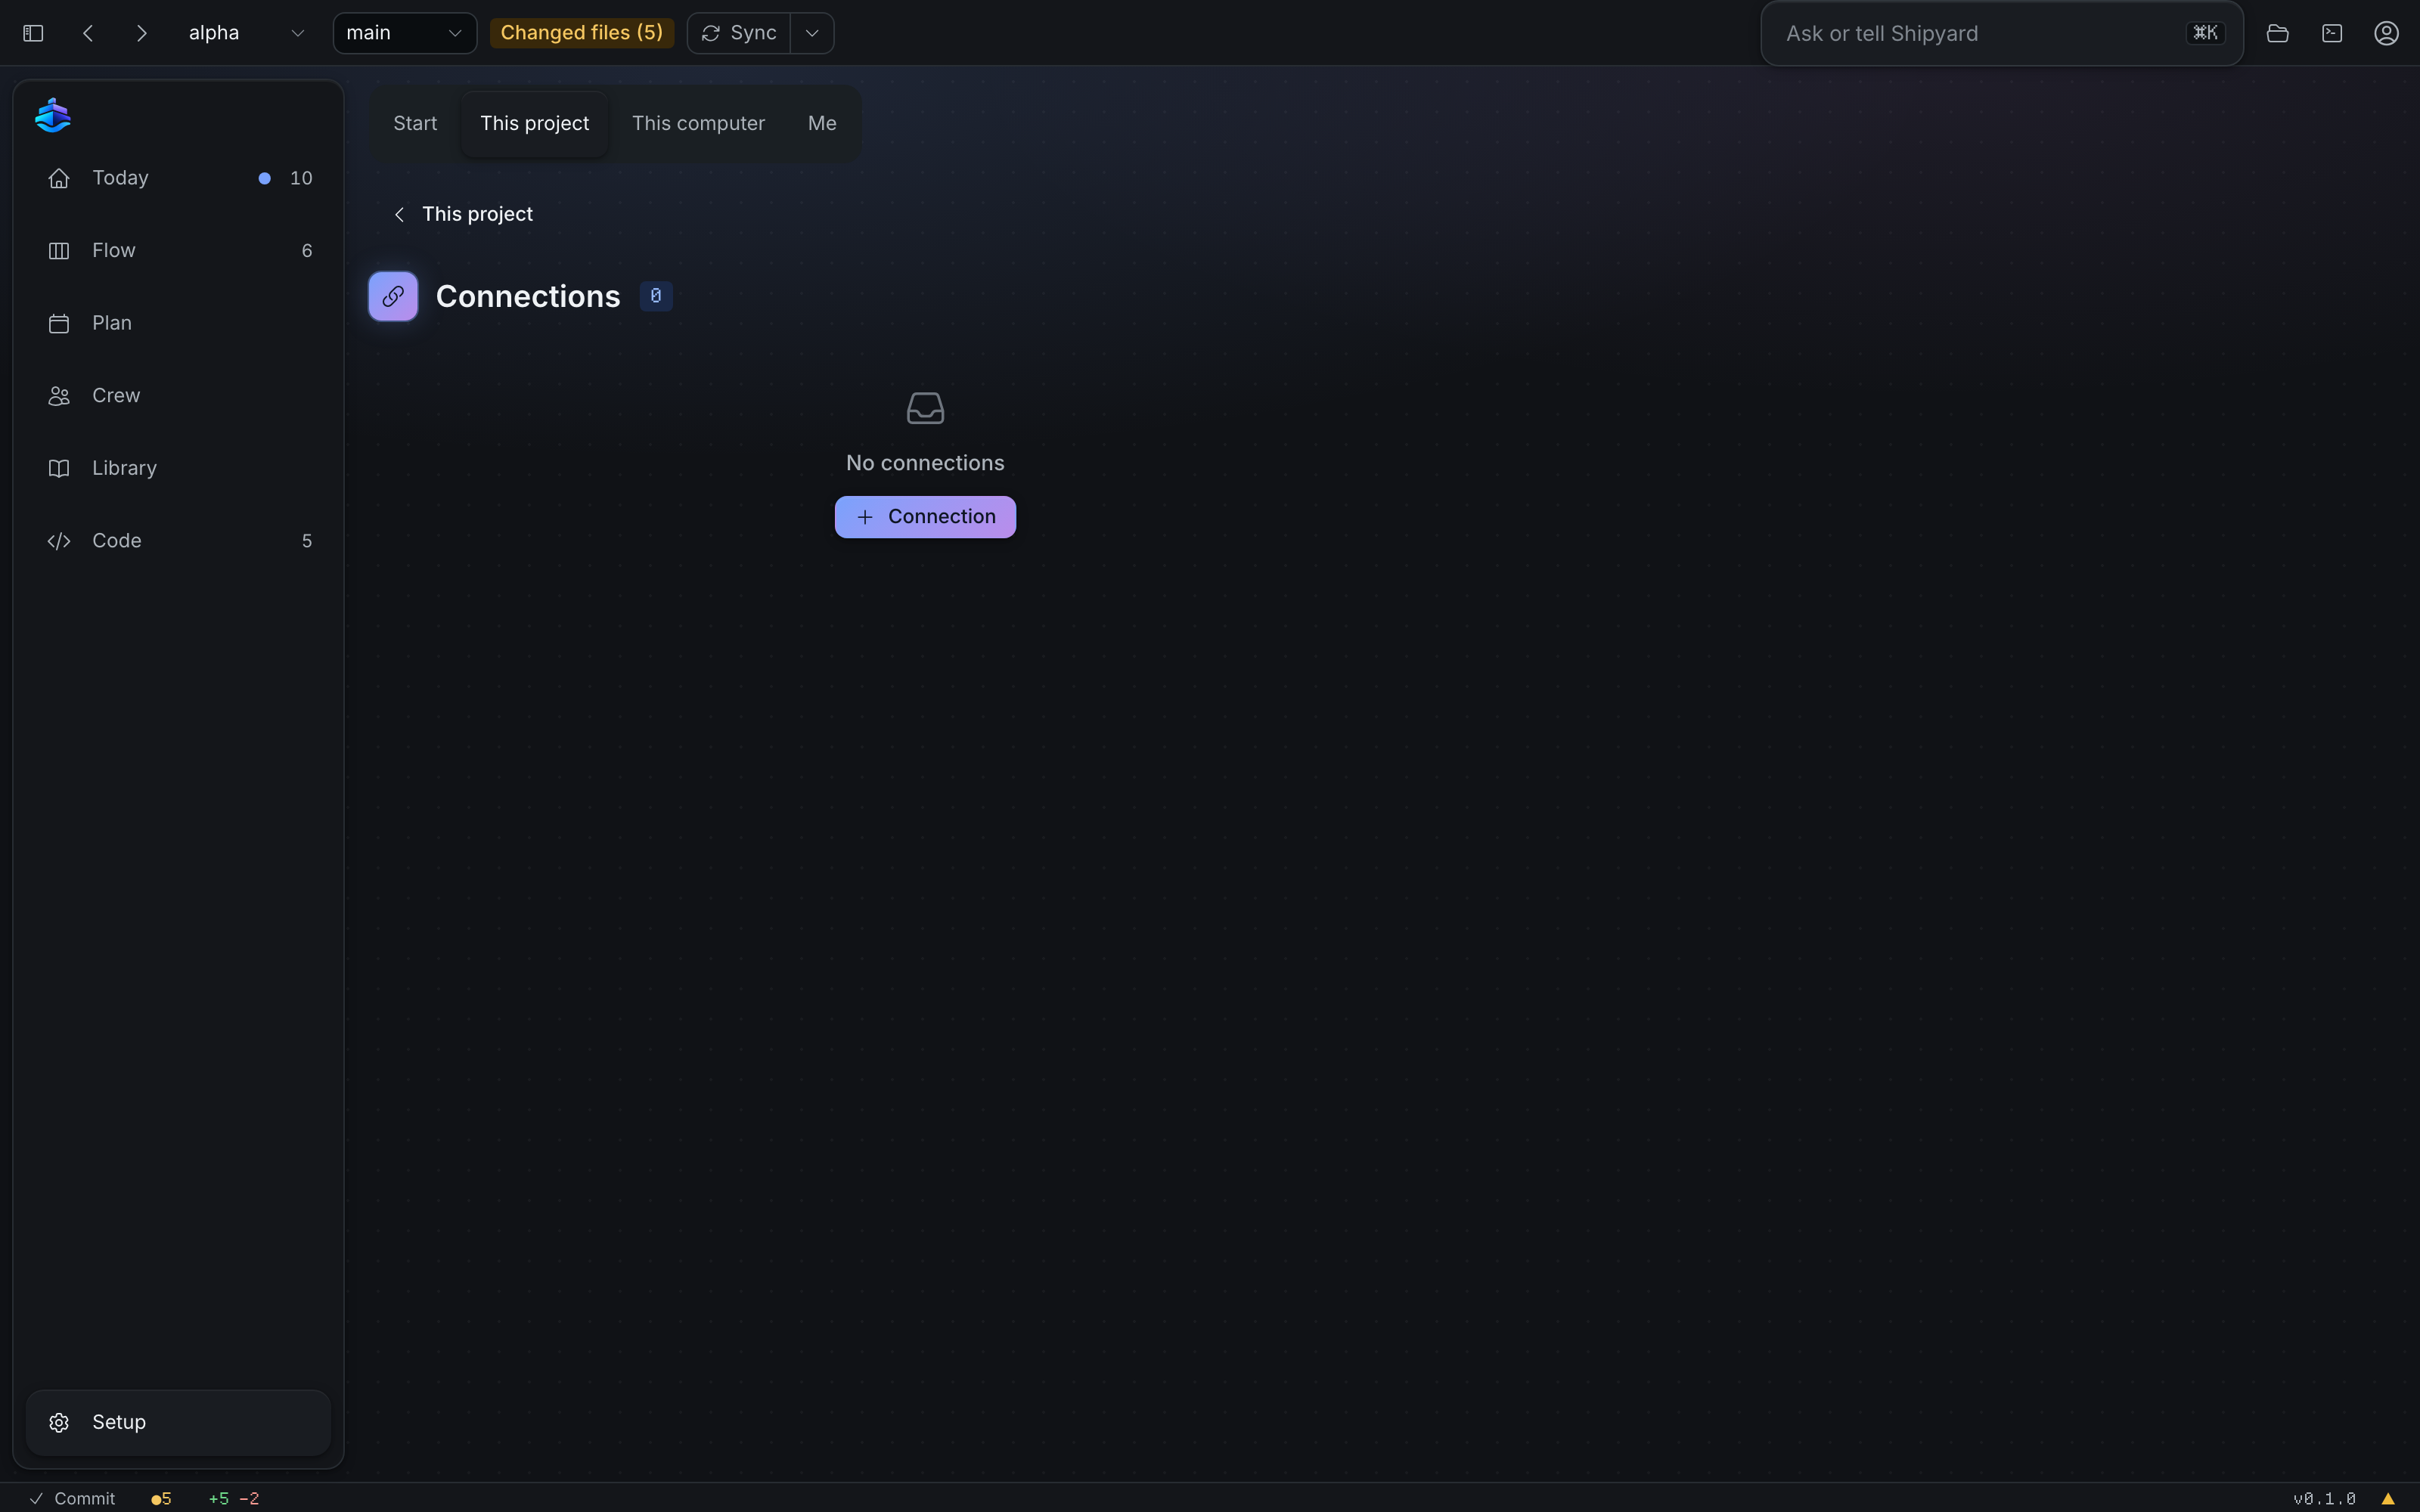 alpha
main
Changed files (5)
Sync
Ask or tell Shipyard
⌘K
Start
This project
This computer
Me
Today 10
Flow 6
Plan
Crew
Library
Code 5
Setup
This project
Connections 0
No connections
Connection
Commit
5
+5 −2
v0.1.0